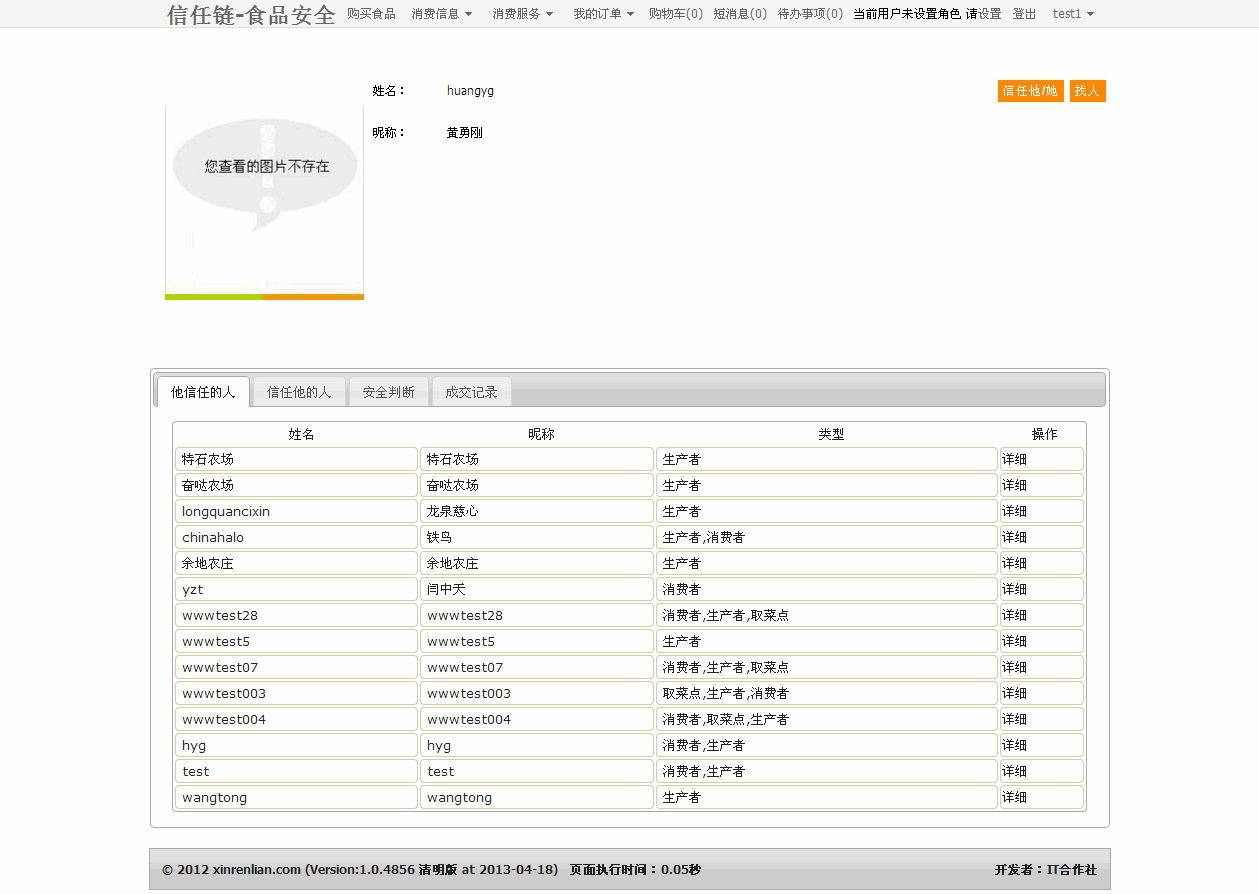 信任链-食品安全 购买食品 消费信息 消费服务 我的订单 购物车(0) 短消息(0) 待办事项(0) 当前用户未设置角色 请设置 登出 test1
姓名： huangyg 信任他/她 找人
昵称： 黄勇刚
您查看的图片不存在
他信任的人 信任他的人 安全判断 成交记录
姓名 昵称 类型 操作
特石农场 特石农场 生产者 详细
奋哒农场 奋哒农场 生产者 详细
longquancixin 龙泉慈心 生产者 详细
chinahalo 铁鸟 生产者,消费者 详细
余地农庄 余地农庄 生产者 详细
yzt 闫中天 消费者 详细
wwwtest28 wwwtest28 消费者,生产者,取菜点 详细
wwwtest5 wwwtest5 生产者 详细
wwwtest07 wwwtest07 消费者,生产者,取菜点 详细
wwwtest003 wwwtest003 取菜点,生产者,消费者 详细
wwwtest004 wwwtest004 消费者,取菜点,生产者 详细
hyg hyg 消费者,生产者 详细
test test 消费者,生产者 详细
wangtong wangtong 生产者 详细
© 2012 xinrenlian.com (Version:1.0.4856 清明版 at 2013-04-18) 页面执行时间：0.05秒 开发者：IT合作社